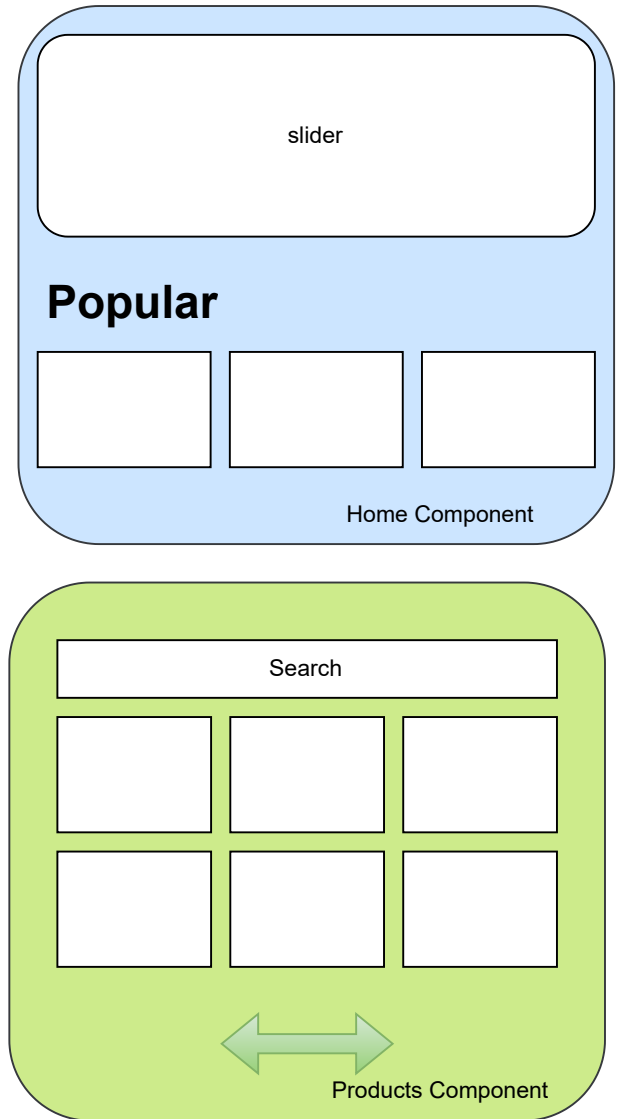 slider
Popular
Home Component
Search
Products Component